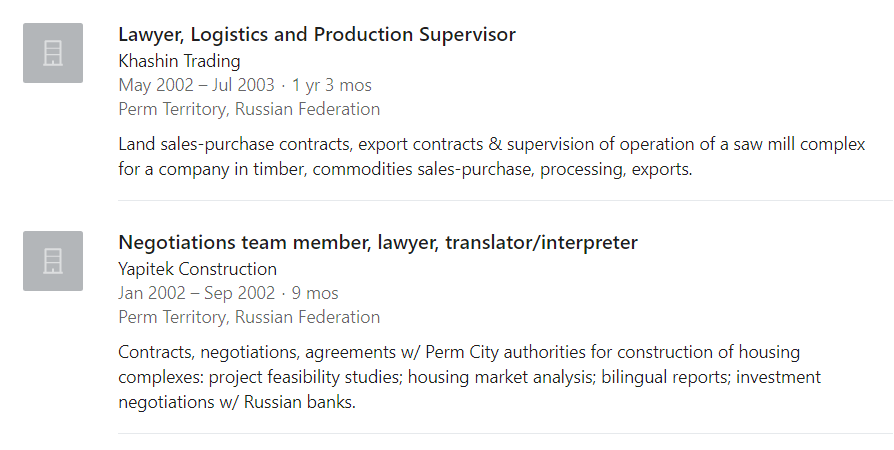 Lawyer, Logistics and Production Supervisor
Khashin Trading
May 2002 – Jul 2003 · 1 yr 3 mos
Perm Territory, Russian Federation
Land sales-purchase contracts, export contracts & supervision of operation of a saw mill complex
for a company in timber, commodities sales-purchase, processing, exports.
Negotiations team member, lawyer, translator/interpreter
Yapitek Construction
Jan 2002 – Sep 2002 · 9 mos
Perm Territory, Russian Federation
Contracts, negotiations, agreements w/ Perm City authorities for construction of housing
complexes: project feasibility studies; housing market analysis; bilingual reports; investment
negotiations w/ Russian banks.